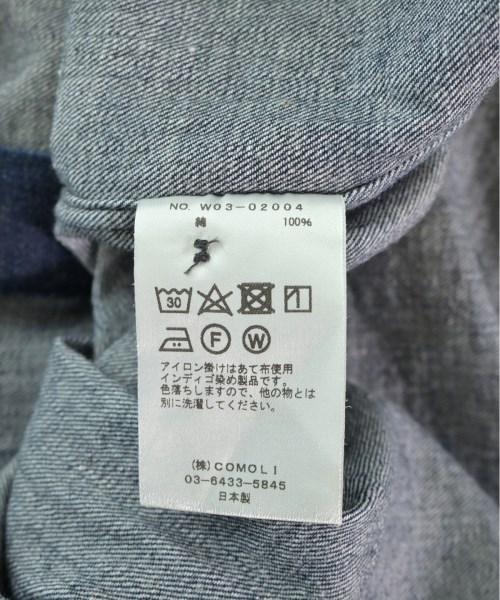 NO. W03-02004
綿 100%
30
F W
アイロン掛けはあて布使用
インディゴ染め製品です。
色落ちしますので、他の物とは
別に洗濯してください。
(株) COMOLI
03-6433-5845
日本製